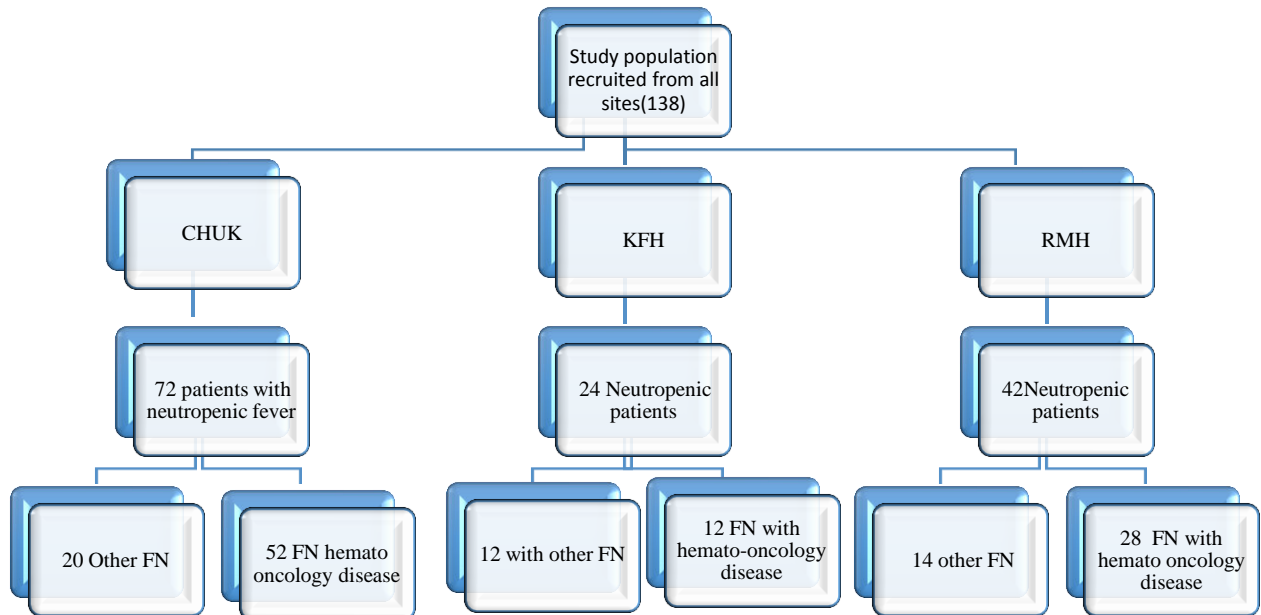 Study population
recruited from all
sites(138)
CHUK
KFH
RMH
72 patients with
neutropenic fever
24 Neutropenic
patients
42Neutropenic
patients
20 Other FN
52 FN hemato
oncology disease
12 with other FN
12 FN with
hemato-oncology
disease
14 other FN
28 FN with
hemato oncology
disease